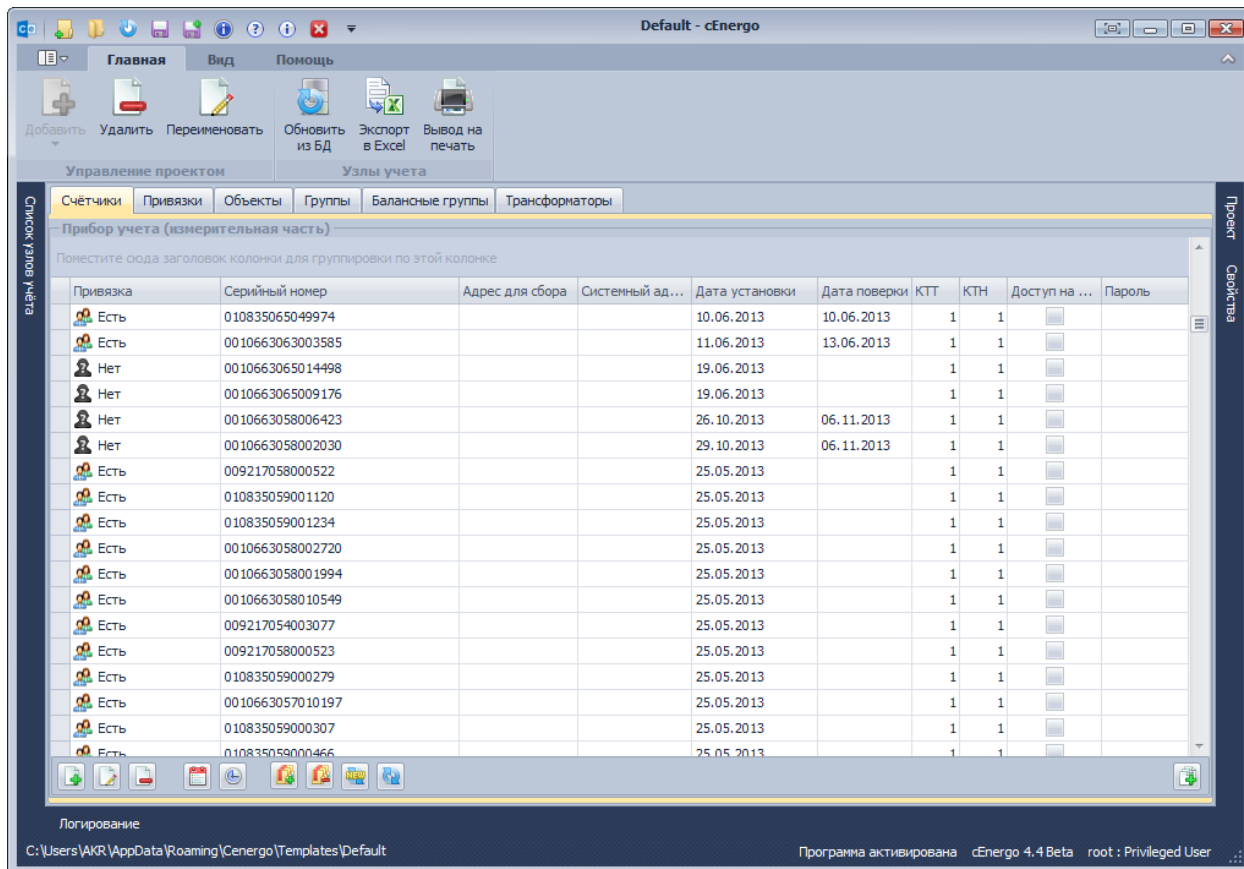 Default - cEnergo
Главная Вид Помощь
Добавить Удалить Переименовать Обновить из БД Экспорт в Excel Вывод на печать
Управление проектом Узлы учета
Список узлов учёта
Проект Свойства
Счётчики Привязки Объекты Группы Балансные группы Трансформаторы
Прибор учета (измерительная часть)
Поместите сюда заголовок колонки для группировки по этой колонке
Привязка Серийный номер Адрес для сбора Системный ад... Дата установки Дата поверки КТТ КТН Доступ на ... Пароль
Есть 010835065049974 10.06.2013 10.06.2013 1 1
Есть 0010663063003585 11.06.2013 13.06.2013 1 1
Нет 0010663065014498 19.06.2013 1 1
Нет 0010663065009176 19.06.2013 1 1
Нет 0010663058006423 26.10.2013 06.11.2013 1 1
Нет 0010663058002030 29.10.2013 06.11.2013 1 1
Есть 009217058000522 25.05.2013 1 1
Есть 010835059001120 25.05.2013 1 1
Есть 010835059001234 25.05.2013 1 1
Есть 0010663058002720 25.05.2013 1 1
Есть 0010663058001994 25.05.2013 1 1
Есть 0010663058010549 25.05.2013 1 1
Есть 009217054003077 25.05.2013 1 1
Есть 009217058000523 25.05.2013 1 1
Есть 010835059000279 25.05.2013 1 1
Есть 0010663057010197 25.05.2013 1 1
Есть 010835059000307 25.05.2013 1 1
Есть 010835059000466 25.05.2013 1 1
NEW
Логирование
C:\Users\AKR\AppData\Roaming\Cenergo\Templates\Default Программа активирована cEnergo 4.4 Beta root : Privileged User